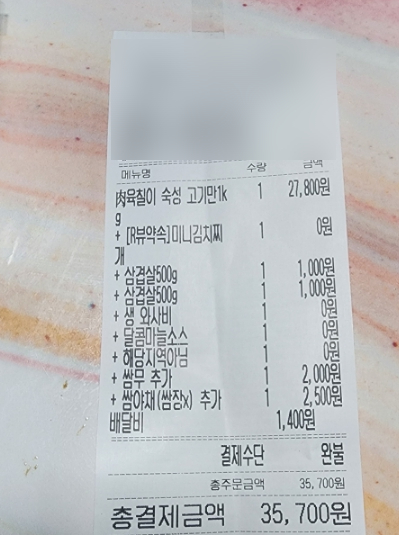 메뉴명 수량 금액
肉육칠이 숙성 고기만1k 1 27,800원
g
+ [R뷰약속]미니김치찌 1 0원
개
+ 삼겹살500g 1 1,000원
+ 삼겹살500g 1 1,000원
+ 생 와사비 1 0원
+ 달콤마늘소스 1 0원
+ 해당지역아님 1 0원
+ 쌈무 추가 1 2,000원
+ 쌈야채(쌈장x) 추가 1 2,500원
배달비 1,400원
결제수단 완불
총주문금액 35,700원
총결제금액 35,700원